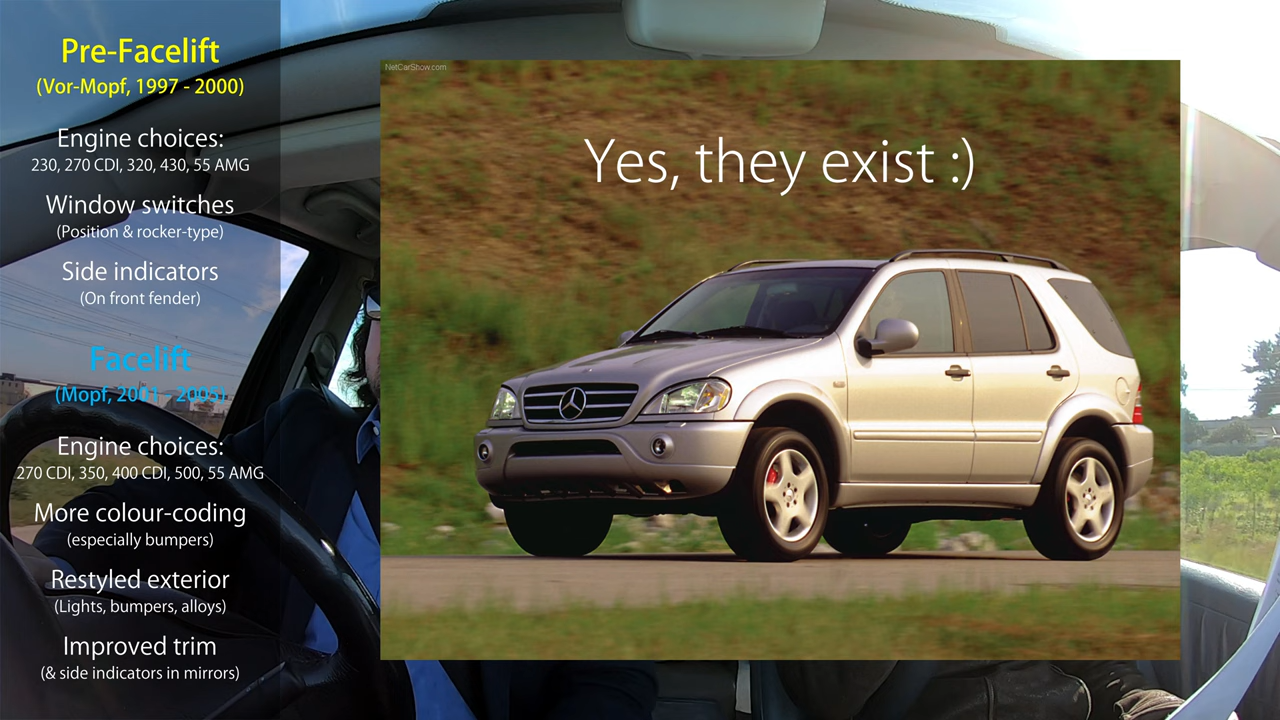 Pre-Facelift
(Vor-Mopf, 1997 - 2000)
Engine choices:
230, 270 CDI, 320, 430, 55 AMG
Window switches
(Position & rocker-type)
Side indicators
(On front fender)
Facelift
(Mopf, 2001 - 2005)
Engine choices:
270 CDI, 350, 400 CDI, 500, 55 AMG
More colour-coding
(especially bumpers)
Restyled exterior
(Lights, bumpers, alloys)
Improved trim
(& side indicators in mirrors)
NetCarShow.com
Yes, they exist :)